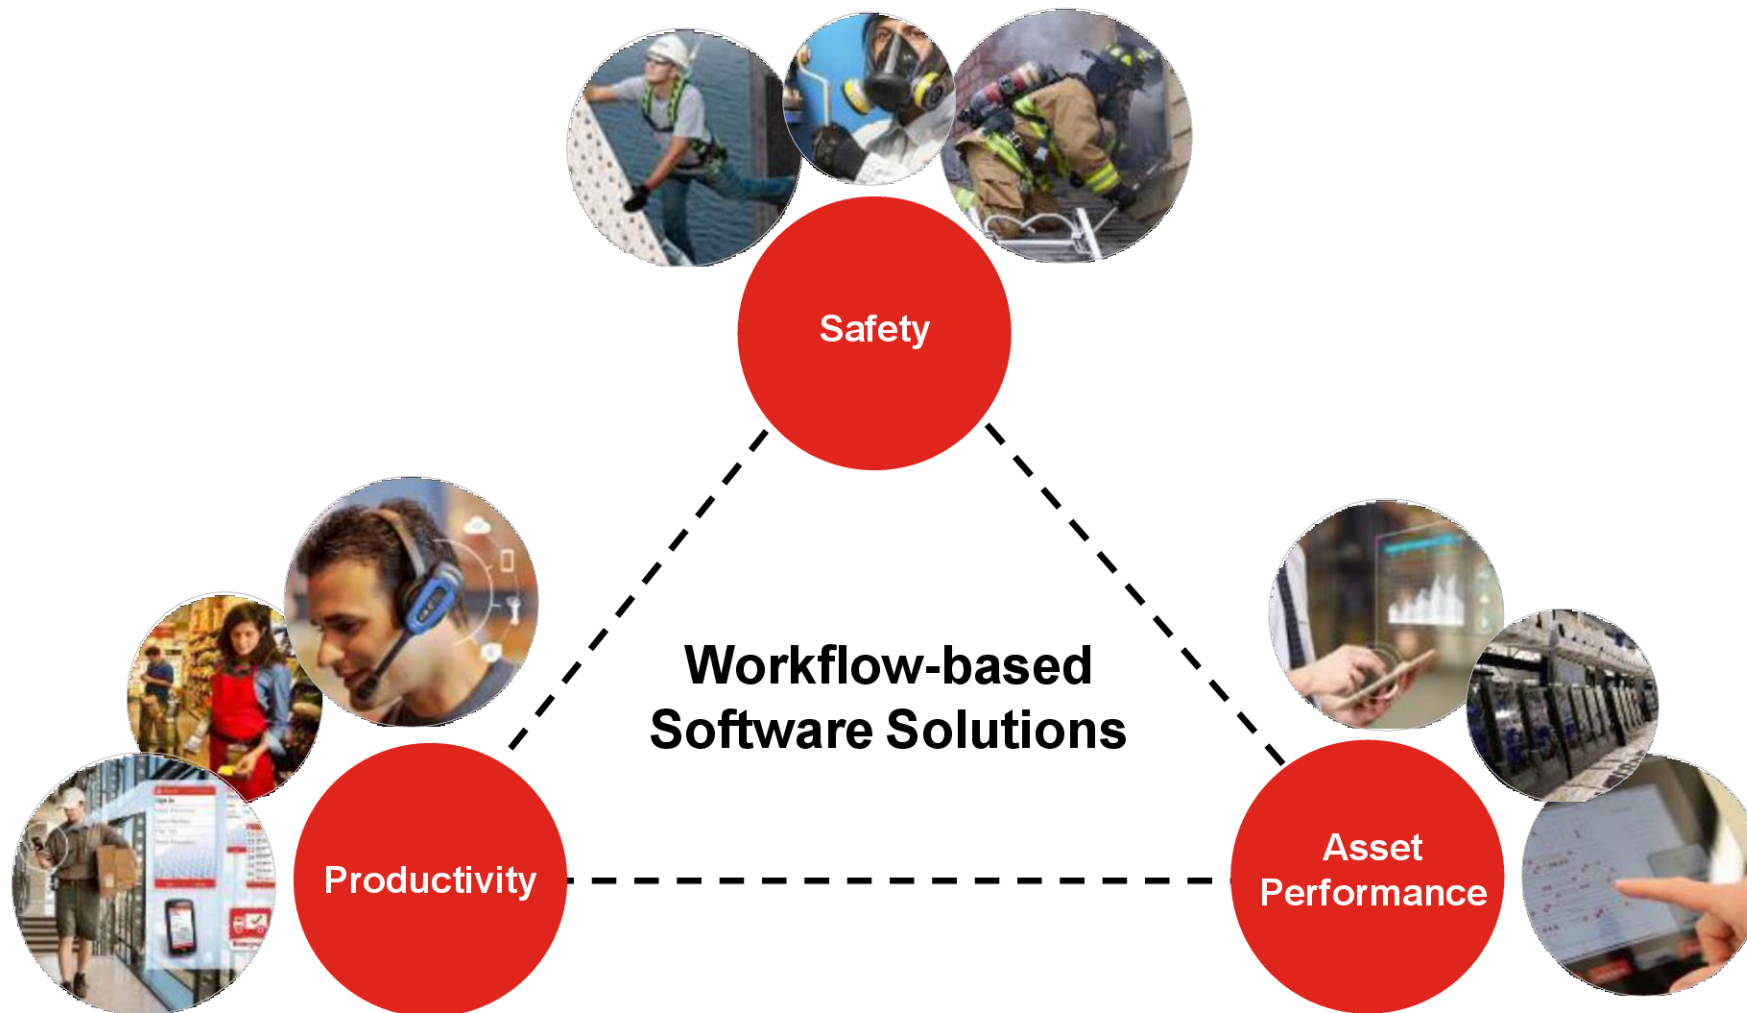 Safety
Workflow-based
Software Solutions
Productivity
Asset
Performance